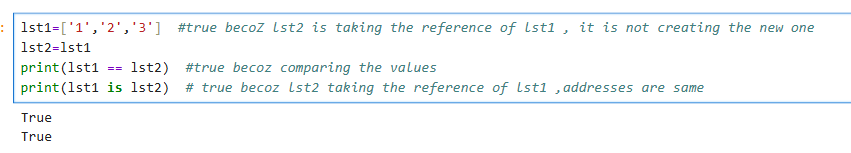 lst1=['1','2','3']  #true becoZ lst2 is taking the reference of lst1 , it is not creating the new one
lst2=lst1
print(lst1 == lst2)  #true becoz comparing the values
print(lst1 is lst2)  # true becoz lst2 taking the reference of lst1 ,addresses are same
True
True